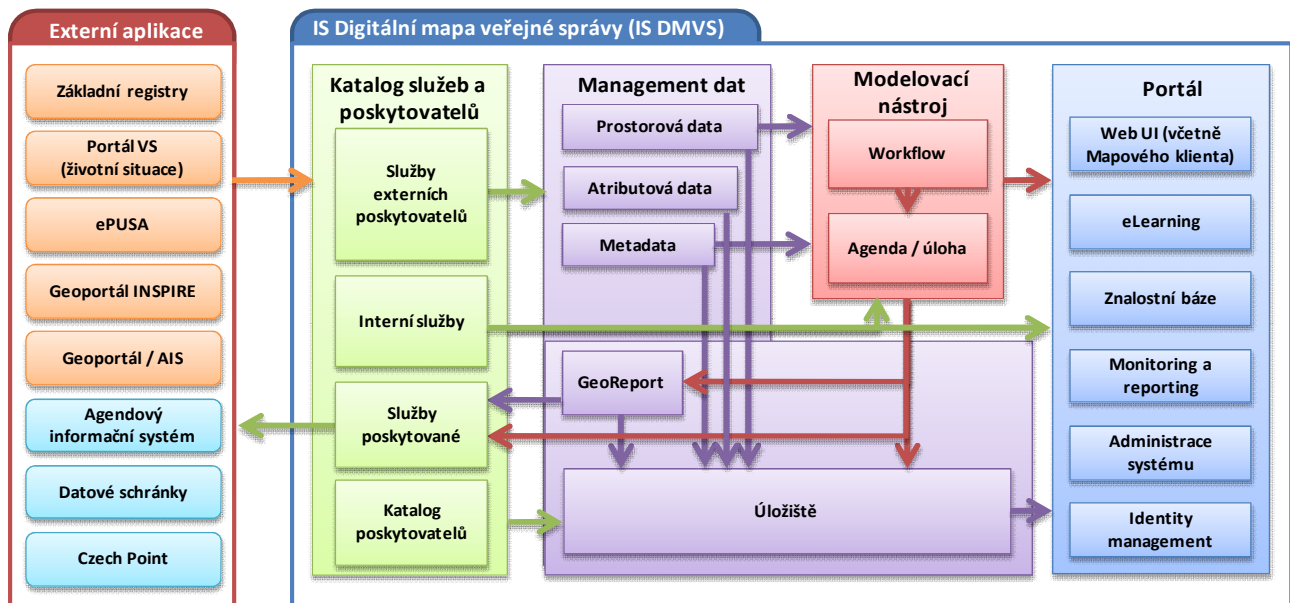 Externí aplikace
Základní registry
Portál VS
(životní situace)
ePUSA
Geoportál INSPIRE
Geoportál / AIS
Agendový
informační systém
Datové schránky
Czech Point
IS Digitální mapa veřejné správy (IS DMVS)
Katalog služeb a
poskytovatelů
Služby
externích
poskytovatelů
Interní služby
Služby
poskytované
Katalog
poskytovatelů
Management dat
Prostorová data
Atributová data
Metadata
GeoReport
Úložiště
Modelovací
nástroj
Workflow
Agenda / úloha
Portál
Web UI (včetně
Mapového klienta)
eLearning
Znalostní báze
Monitoring a
reporting
Administrace
systému
Identity
management